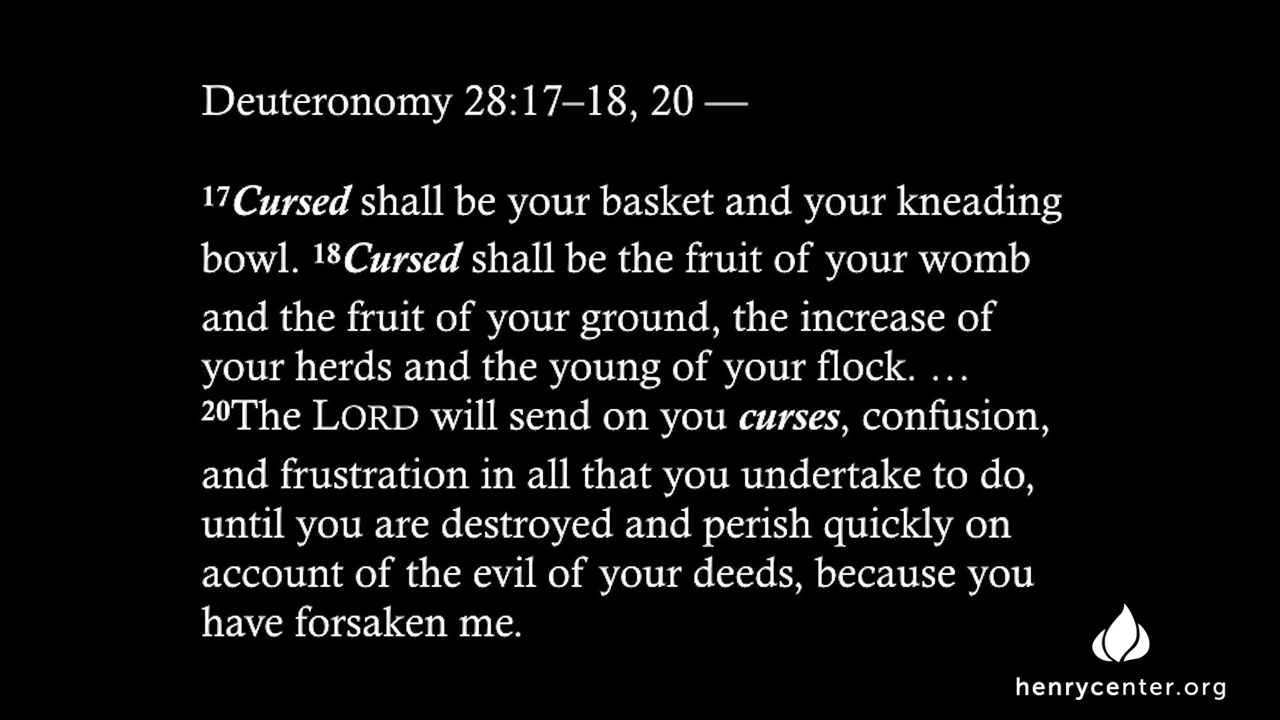 Deuteronomy 28:17–18, 20 —
17Cursed shall be your basket and your kneading
bowl. 18Cursed shall be the fruit of your womb
and the fruit of your ground, the increase of
your herds and the young of your flock. …
20The LORD will send on you curses, confusion,
and frustration in all that you undertake to do,
until you are destroyed and perish quickly on
account of the evil of your deeds, because you
have forsaken me.
henrycenter.org